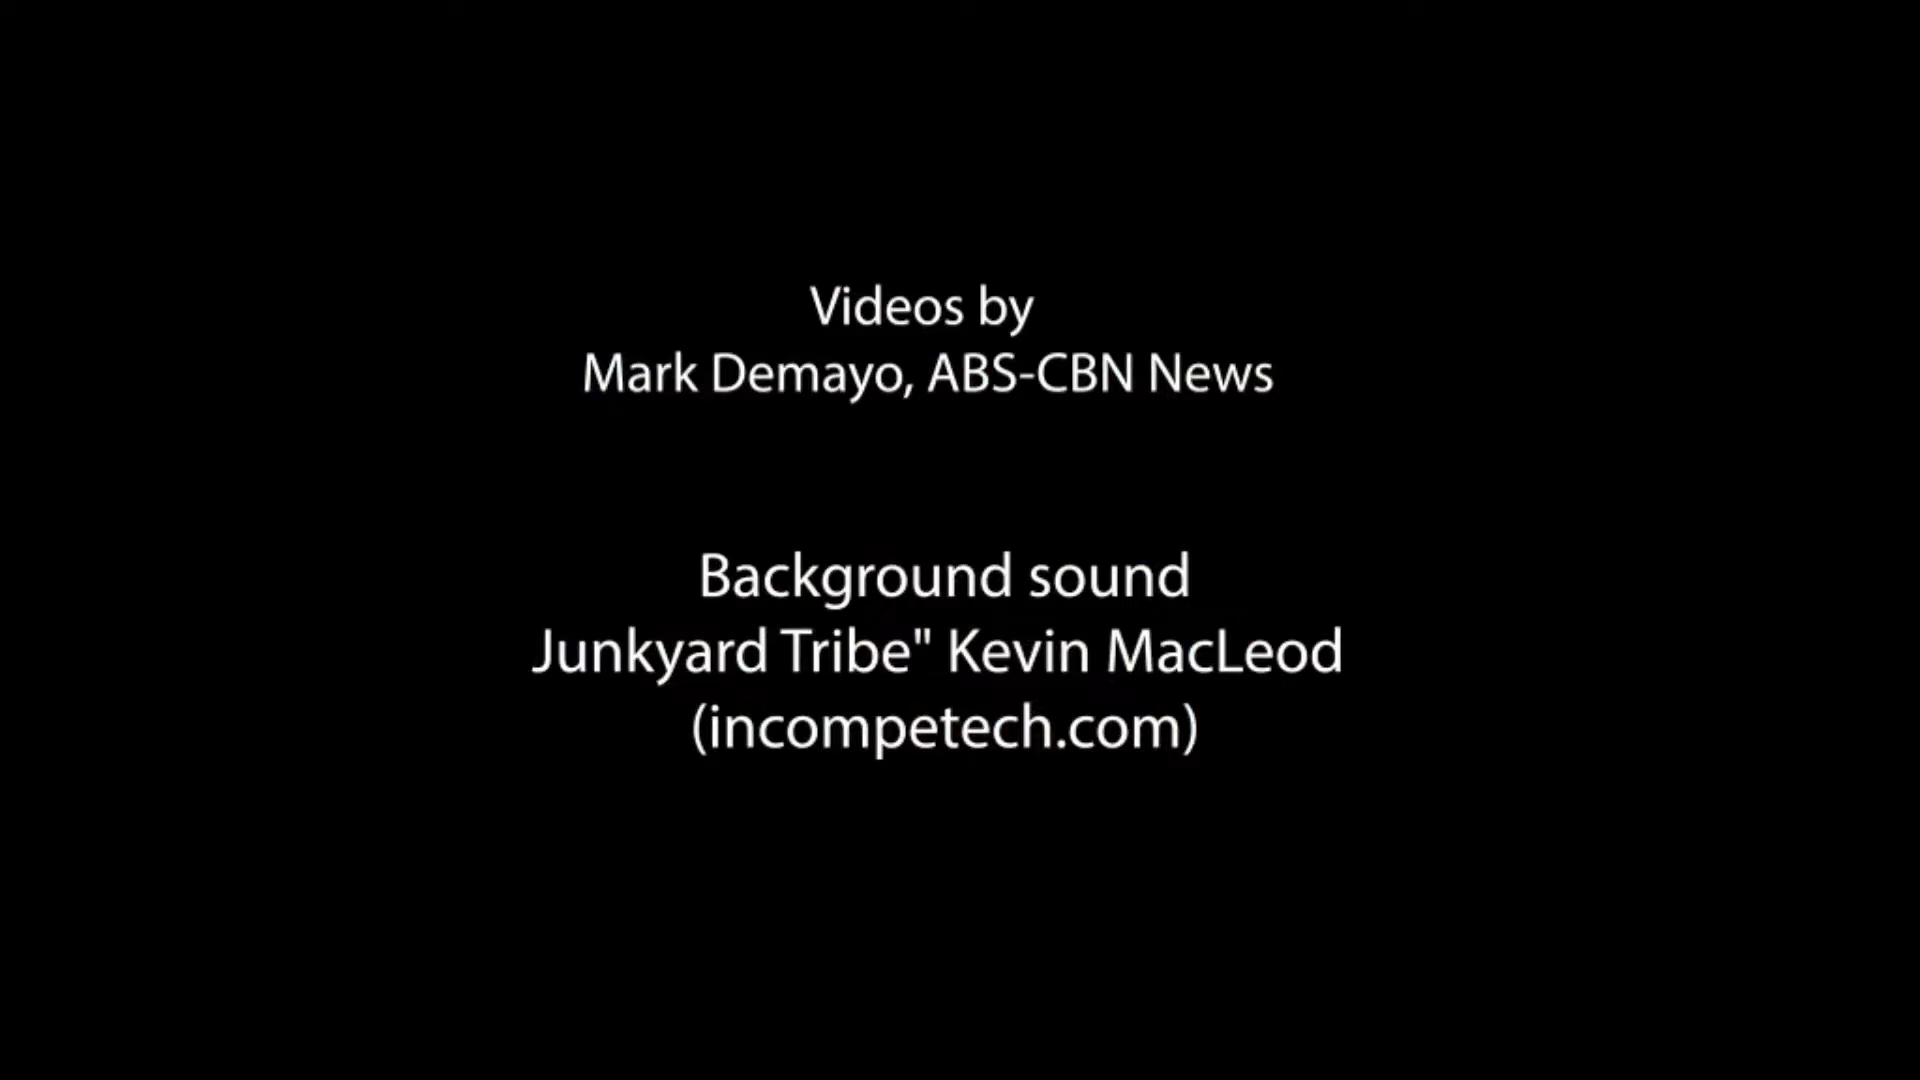 Videos by
Mark Demayo, ABS-CBN News
Background sound
Junkyard Tribe" Kevin MacLeod
(incompetech.com)